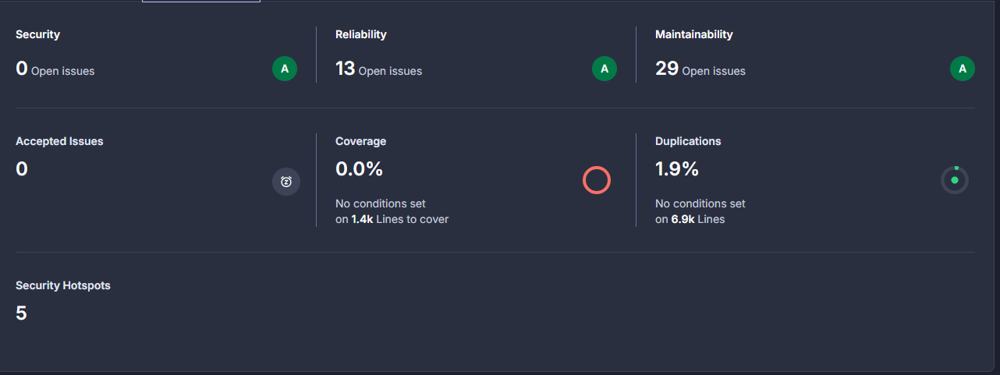 Security
0 Open issues
A
Reliability
13 Open issues
A
Maintainability
29 Open issues
A
Accepted Issues
0
Coverage
0.0%
No conditions set
on 1.4k Lines to cover
Duplications
1.9%
No conditions set
on 6.9k Lines
Security Hotspots
5